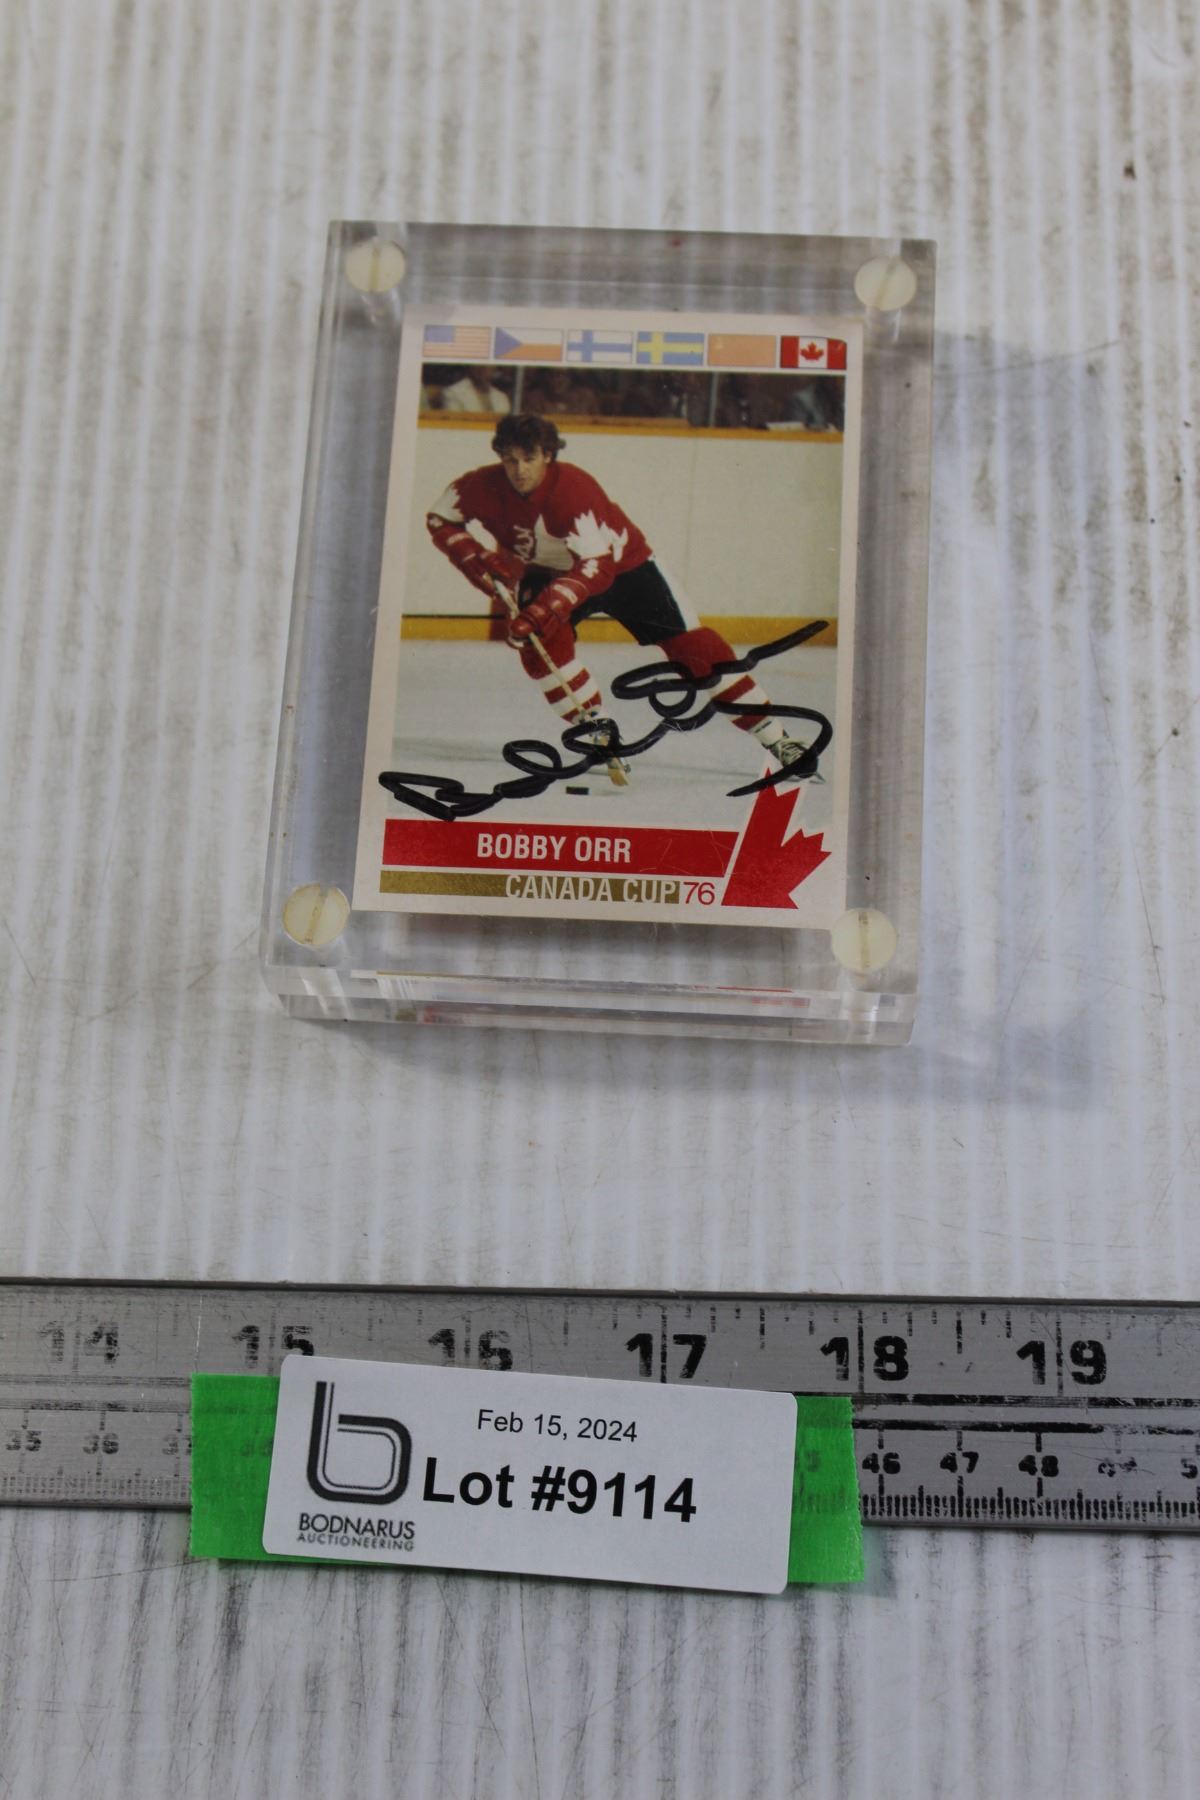 BOBBY ORR
CANADA CUP 76
14 15 16 17 18 19
35 36 37 46 47 48
Feb 15, 2024
Lot #9114
BODNARUS
AUCTIONEERING